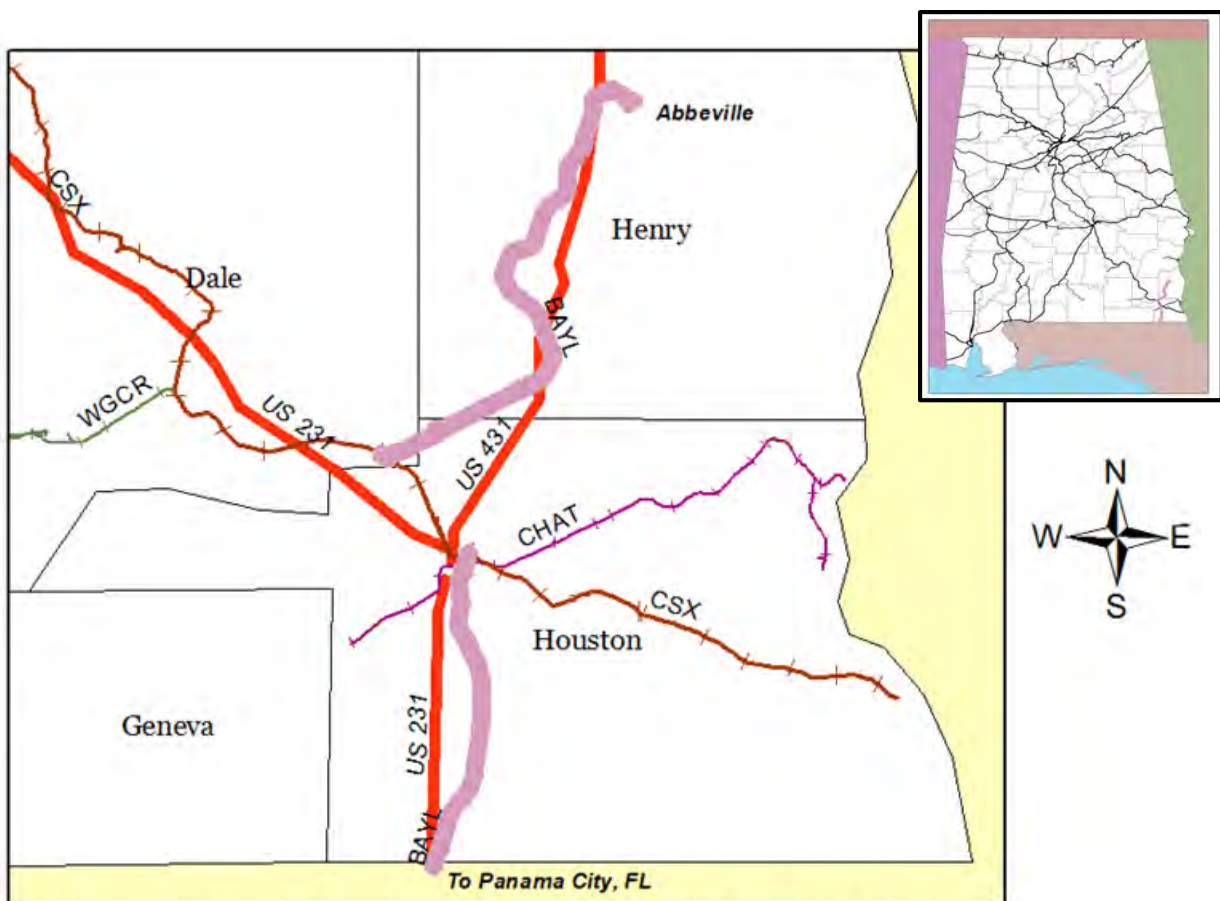 Abbeville
Henry
CSX
Dale
BAYL
WGCR
US 231
US 431
CHAT
CSX
Houston
Geneva
US 231
BAYL
To Panama City, FL
N
W
E
S